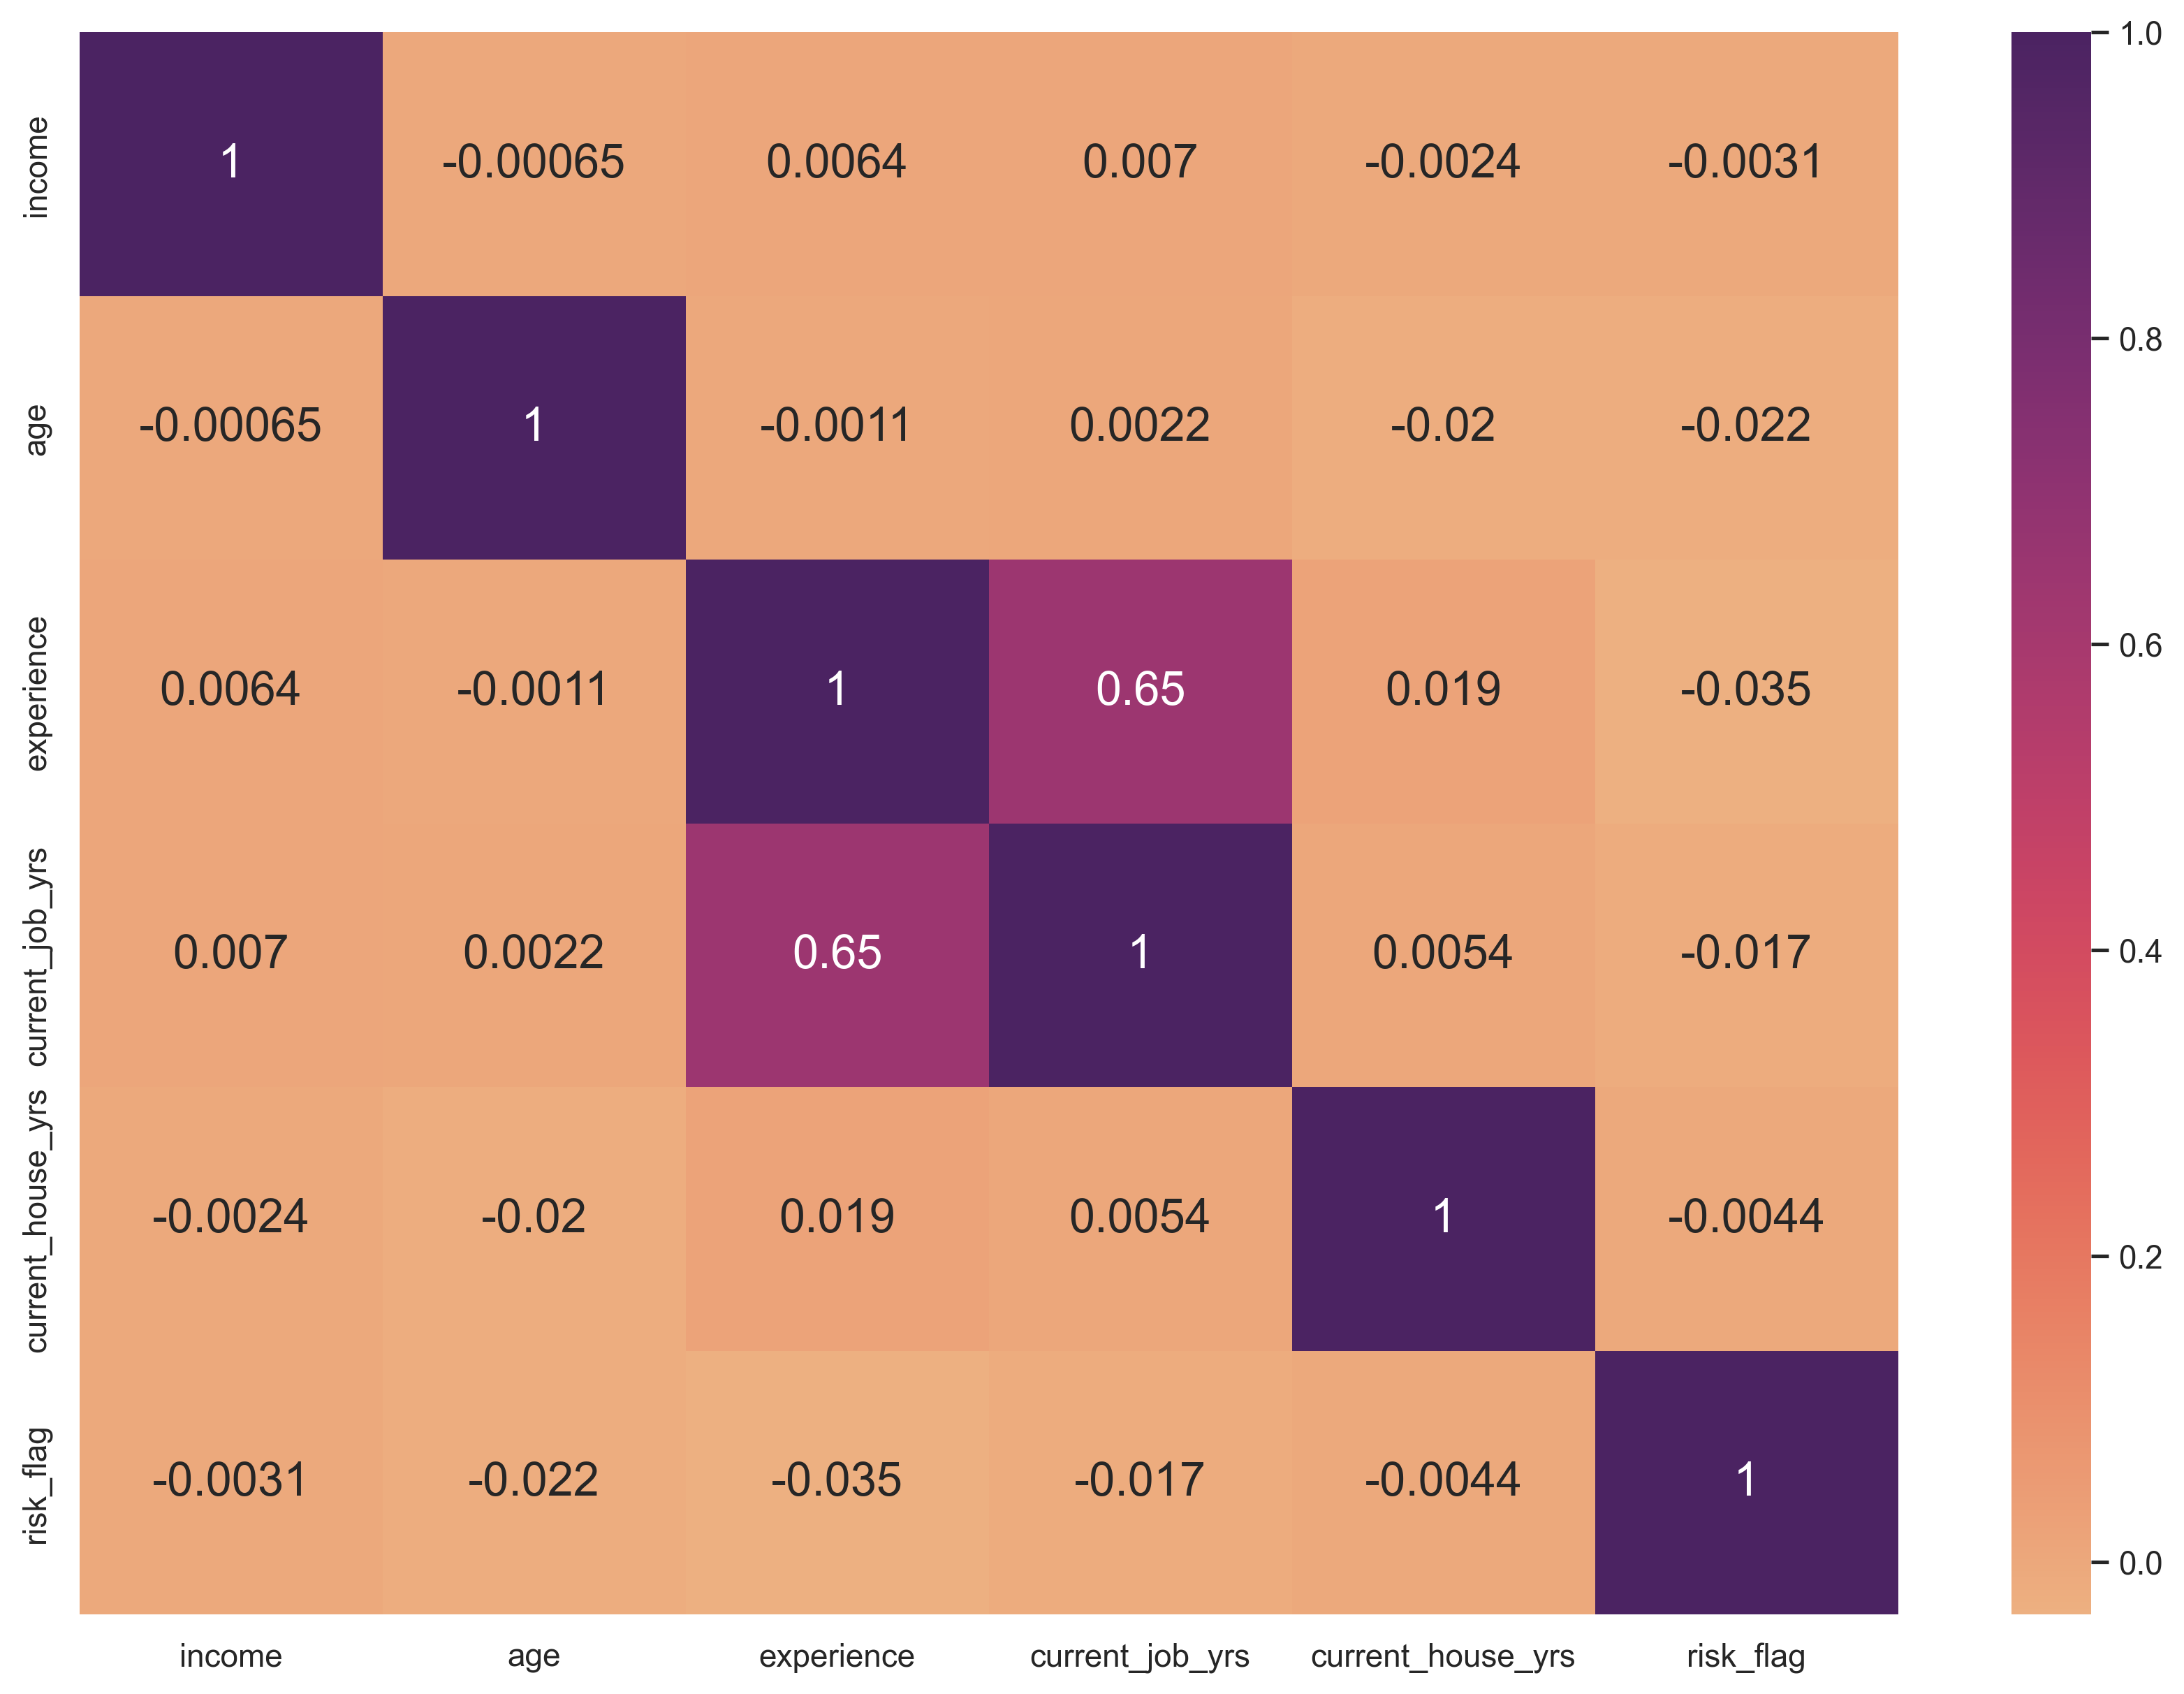 income 1 -0.00065 0.0064 0.007 -0.0024 -0.0031
age -0.00065 1 -0.0011 0.0022 -0.02 -0.022
experience 0.0064 -0.0011 1 0.65 0.019 -0.035
current_job_yrs 0.007 0.0022 0.65 1 0.0054 -0.017
current_house_yrs -0.0024 -0.02 0.019 0.0054 1 -0.0044
risk_flag -0.0031 -0.022 -0.035 -0.017 -0.0044 1
income age experience current_job_yrs current_house_yrs risk_flag
1.0
0.8
0.6
0.4
0.2
0.0